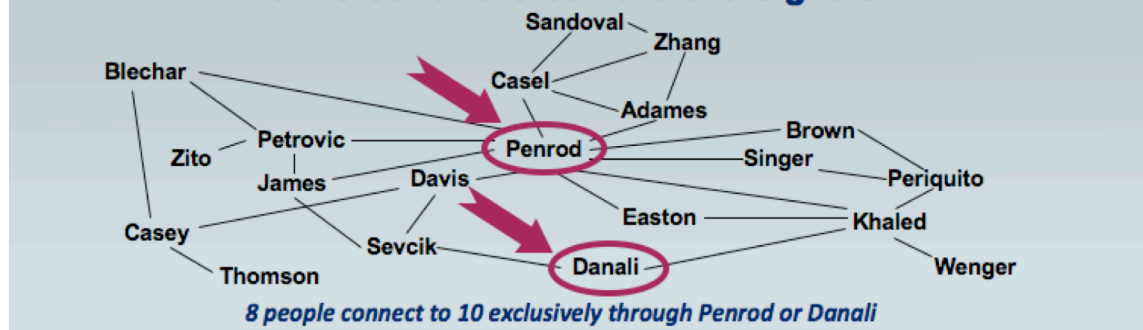 Sandoval
Zhang
Blechar
Casel
Adames
Brown
Petrovic
Penrod
Zito
Singer
James
Davis
Periquito
Easton
Khaled
Casey
Sevcik
Danali
Wenger
Thomson
8 people connect to 10 exclusively through Penrod or Danali